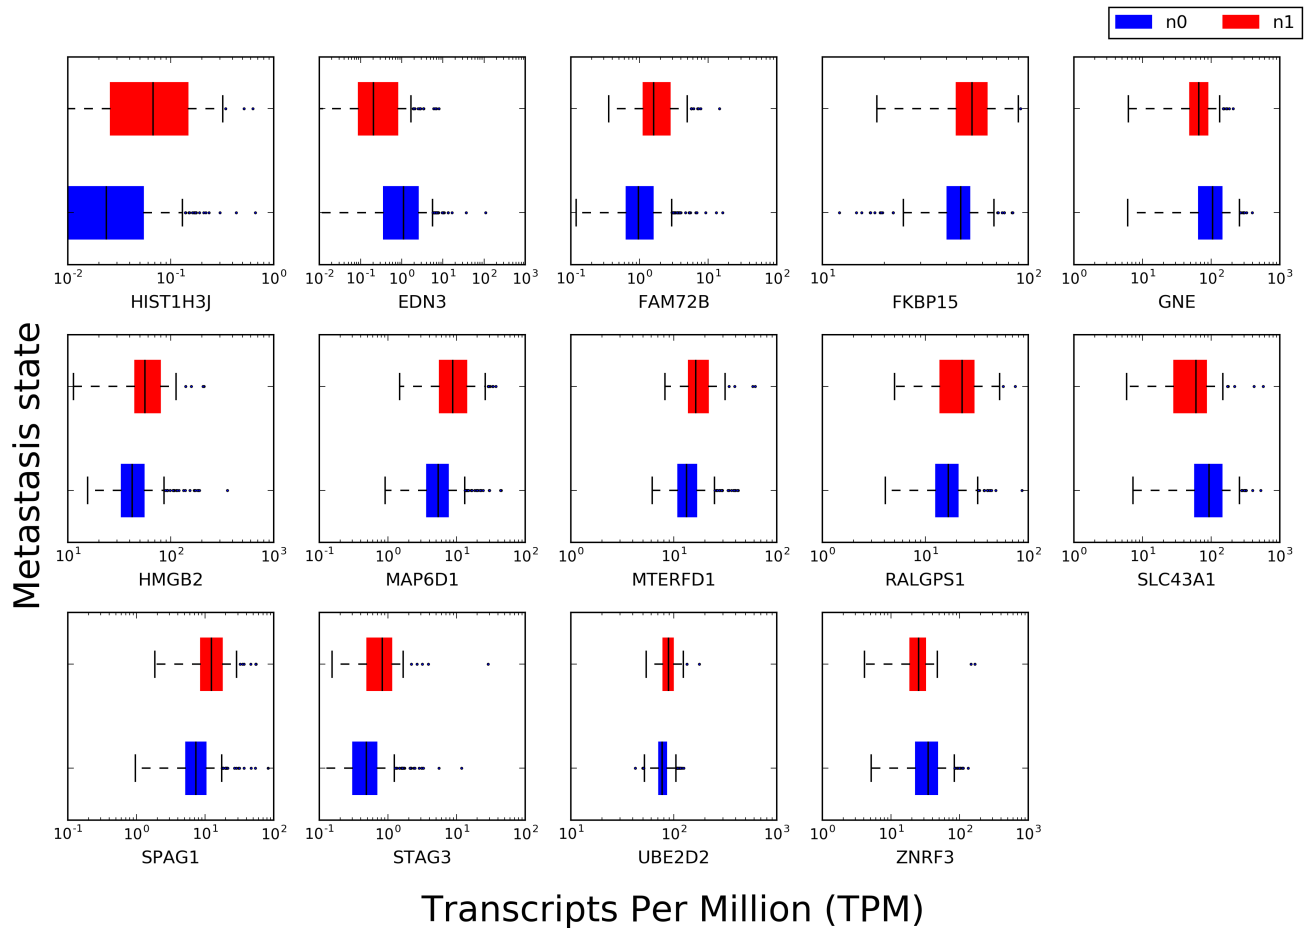 n0 n1
10^-2 10^-1 10^0
HIST1H3J
10^-2 10^-1 10^0 10^1 10^2 10^3
EDN3
10^-1 10^0 10^1 10^2
FAM72B
10^1 10^2
FKBP15
10^0 10^1 10^2 10^3
GNE
Metastasis state
10^1 10^2 10^3
HMGB2
10^-1 10^0 10^1 10^2
MAP6D1
10^0 10^1 10^2
MTERFD1
10^0 10^1 10^2
RALGPS1
10^0 10^1 10^2 10^3
SLC43A1
10^-1 10^0 10^1 10^2
SPAG1
10^-1 10^0 10^1 10^2
STAG3
10^1 10^2 10^3
UBE2D2
10^0 10^1 10^2 10^3
ZNRF3
Transcripts Per Million (TPM)